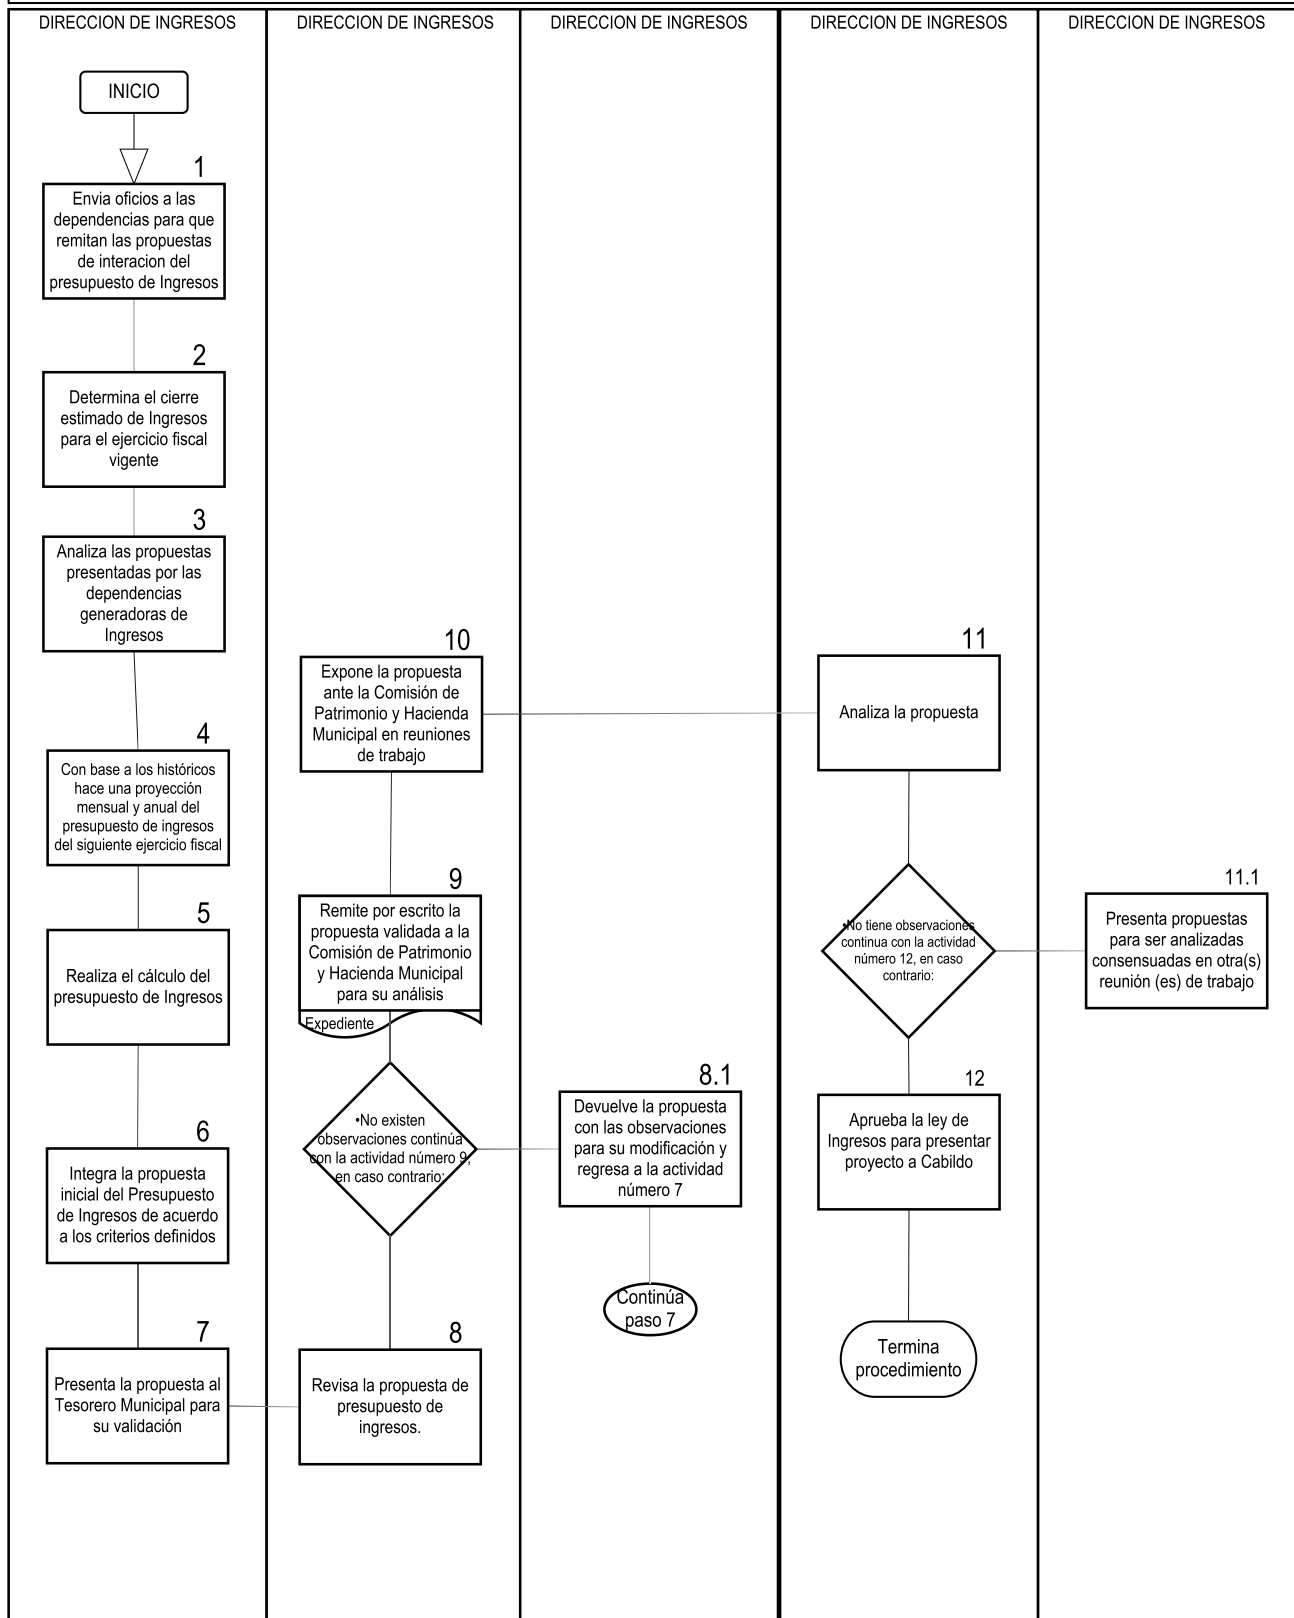 DIRECCION DE INGRESOS
DIRECCION DE INGRESOS
DIRECCION DE INGRESOS
DIRECCION DE INGRESOS
DIRECCION DE INGRESOS
INICIO
1
Envia oficios a las
dependencias para que
remitan las propuestas
de interacion del
presupuesto de Ingresos
2
Determina el cierre
estimado de Ingresos
para el ejercicio fiscal
vigente
3
Analiza las propuestas
presentadas por las
dependencias
generadoras de
Ingresos
4
Con base a los históricos
hace una proyección
mensual y anual del
presupuesto de ingresos
del siguiente ejercicio fiscal
5
Realiza el cálculo del
presupuesto de Ingresos
6
Integra la propuesta
inicial del Presupuesto
de Ingresos de acuerdo
a los criterios definidos
7
Presenta la propuesta al
Tesorero Municipal para
su validación
8
Revisa la propuesta de
presupuesto de
ingresos.
•No existen
observaciones continúa
con la actividad número 9,
en caso contrario:
8.1
Devuelve la propuesta
con las observaciones
para su modificación y
regresa a la actividad
número 7
Continúa
paso 7
9
Remite por escrito la
propuesta validada a la
Comisión de Patrimonio
y Hacienda Municipal
para su análisis
Expediente
10
Expone la propuesta
ante la Comisión de
Patrimonio y Hacienda
Municipal en reuniones
de trabajo
11
Analiza la propuesta
•No tiene observaciones
continua con la actividad
número 12, en caso
contrario:
11.1
Presenta propuestas
para ser analizadas
consensuadas en otra(s)
reunión (es) de trabajo
12
Aprueba la ley de
Ingresos para presentar
proyecto a Cabildo
Termina
procedimiento